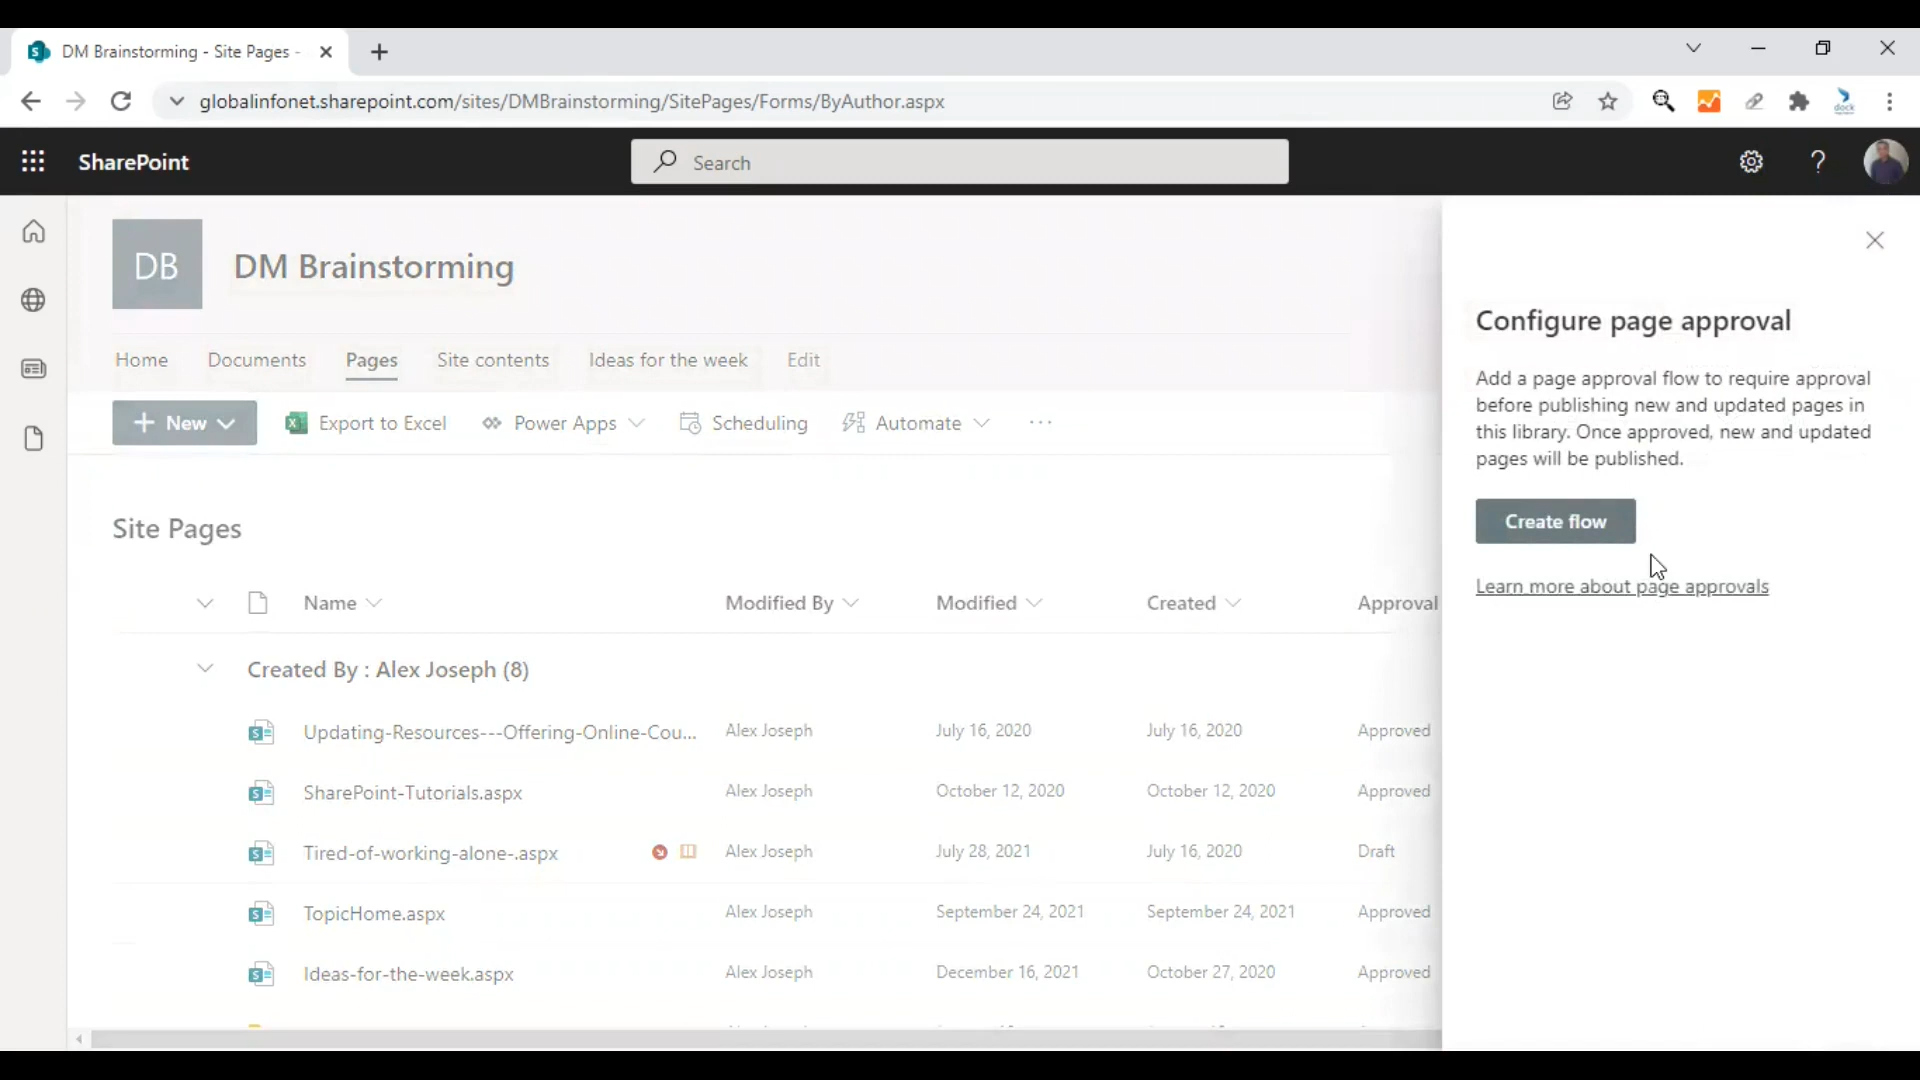 DM Brainstorming - Site Pages -
globalinfonet.sharepoint.com/sites/DMBrainstorming/SitePages/Forms/ByAuthor.aspx
dock
SharePoint
Search
DB
DM Brainstorming
Home Documents Pages Site contents Ideas for the week Edit
New Export to Excel Power Apps Scheduling Automate ...
Site Pages
Name Modified By Modified Created Approval
Created By : Alex Joseph (8)
Updating-Resources---Offering-Online-Cou... Alex Joseph July 16, 2020 July 16, 2020 Approved
SharePoint-Tutorials.aspx Alex Joseph October 12, 2020 October 12, 2020 Approved
Tired-of-working-alone-.aspx Alex Joseph July 28, 2021 July 16, 2020 Draft
TopicHome.aspx Alex Joseph September 24, 2021 September 24, 2021 Approved
Ideas-for-the-week.aspx Alex Joseph December 16, 2021 October 27, 2020 Approved
Configure page approval
Add a page approval flow to require approval
before publishing new and updated pages in
this library. Once approved, new and updated
pages will be published.
Create flow
Learn more about page approvals